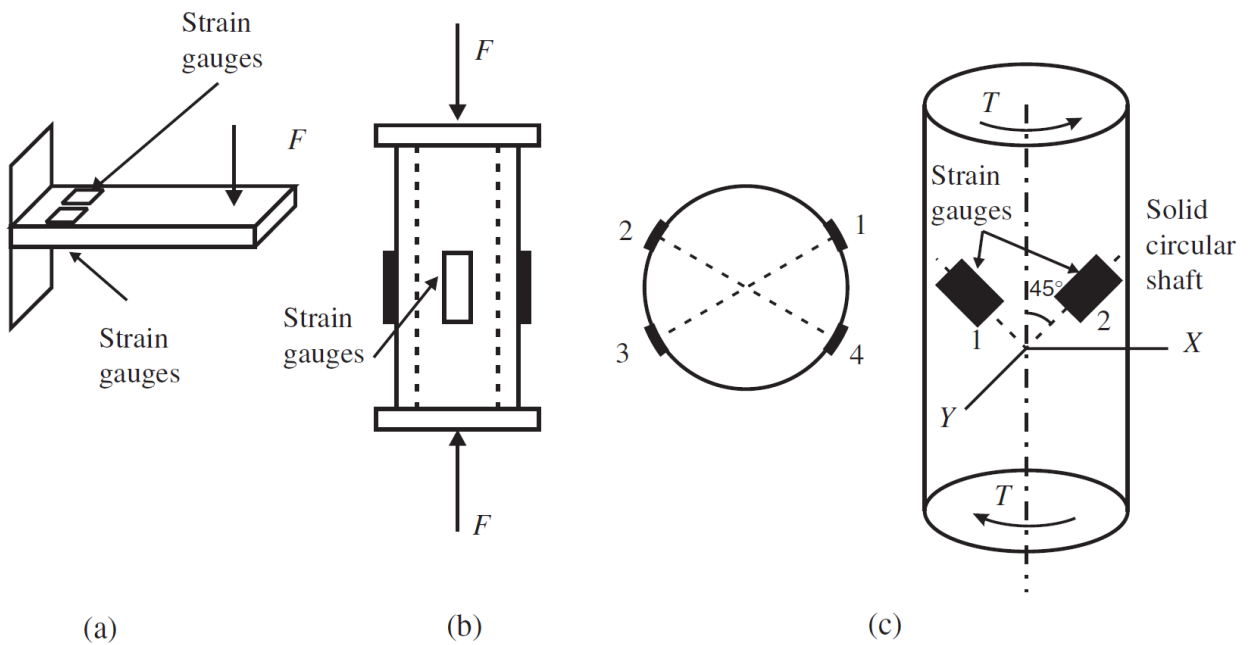 Strain
gauges
F
Strain
gauges
(a)
F
Strain
gauges
F
(b)
2
1
3
4
T
Strain
gauges
Solid
circular
shaft
45°
1
2
X
Y
T
(c)